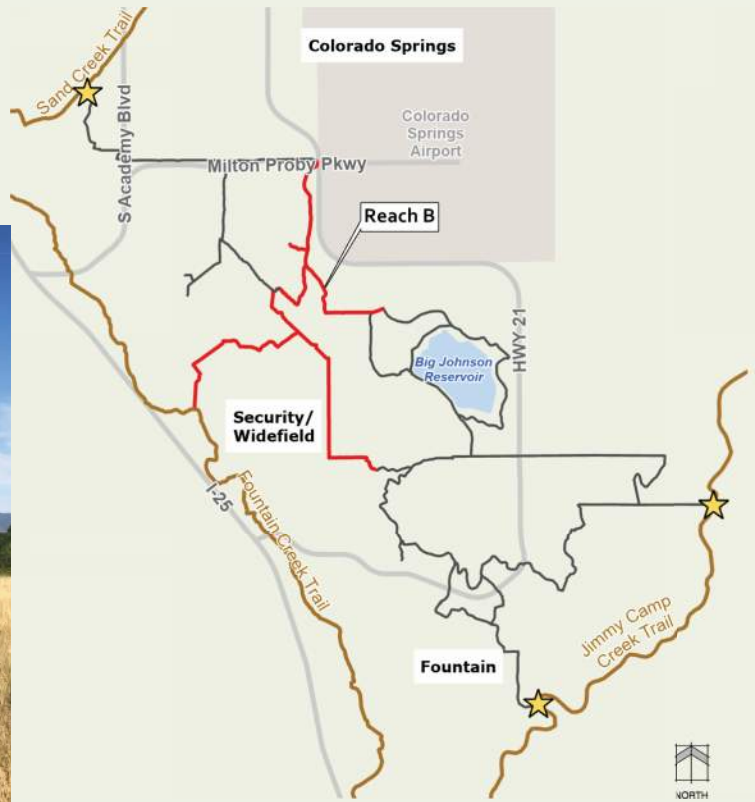 Colorado Springs
Sand Creek Trail
S Academy Blvd
Colorado
Springs
Airport
Milton Proby Pkwy
Reach B
HWY 21
Big Johnson
Reservoir
Security/
Widefield
I-25
Fountain Creek Trail
Jimmy Camp
Creek Trail
Fountain
NORTH